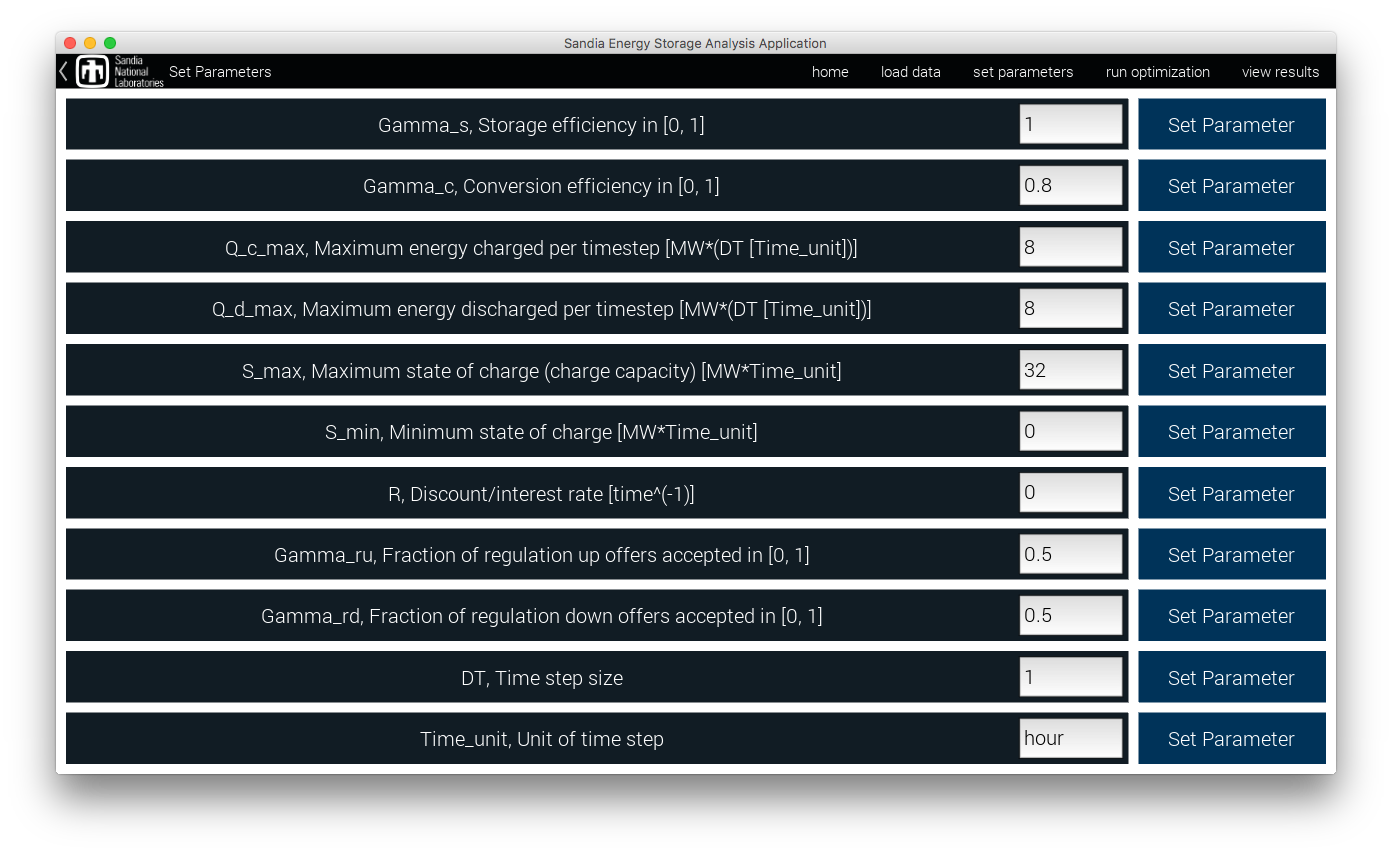 Sandia Energy Storage Analysis Application
Sandia
National
Laboratories
Set Parameters
home load data set parameters run optimization view results
Gamma_s, Storage efficiency in [0, 1] 1 Set Parameter
Gamma_c, Conversion efficiency in [0, 1] 0.8 Set Parameter
Q_c_max, Maximum energy charged per timestep [MW*(DT [Time_unit])] 8 Set Parameter
Q_d_max, Maximum energy discharged per timestep [MW*(DT [Time_unit])] 8 Set Parameter
S_max, Maximum state of charge (charge capacity) [MW*Time_unit] 32 Set Parameter
S_min, Minimum state of charge [MW*Time_unit] 0 Set Parameter
R, Discount/interest rate [time^(-1)] 0 Set Parameter
Gamma_ru, Fraction of regulation up offers accepted in [0, 1] 0.5 Set Parameter
Gamma_rd, Fraction of regulation down offers accepted in [0, 1] 0.5 Set Parameter
DT, Time step size 1 Set Parameter
Time_unit, Unit of time step hour Set Parameter